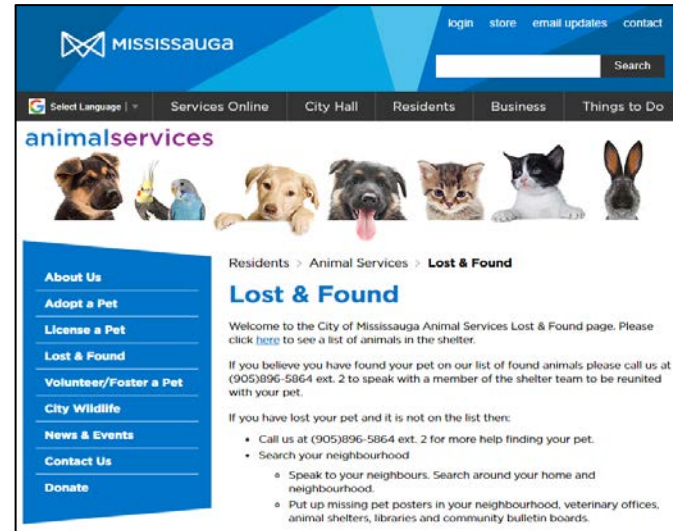 login store email updates contact
MISSISSAUGA
Search
Select Language | ▼ Services Online City Hall Residents Business Things to Do
animalservices
About Us
Adopt a Pet
License a Pet
Lost & Found
Volunteer/Foster a Pet
City Wildlife
News & Events
Contact Us
Donate
Residents > Animal Services > Lost & Found
Lost & Found
Welcome to the City of Mississauga Animal Services Lost & Found page. Please
click here to see a list of animals in the shelter.
If you believe you have found your pet on our list of found animals please call us at
(905)896-5864 ext. 2 to speak with a member of the shelter team to be reunited
with your pet.
If you have lost your pet and it is not on the list then:
• Call us at (905)896-5864 ext. 2 for more help finding your pet.
• Search your neighbourhood
◦ Speak to your neighbours. Search around your home and
neighbourhood.
◦ Put up missing pet posters in your neighbourhood, veterinary offices,
animal shelters, libraries and community bulletin boards.